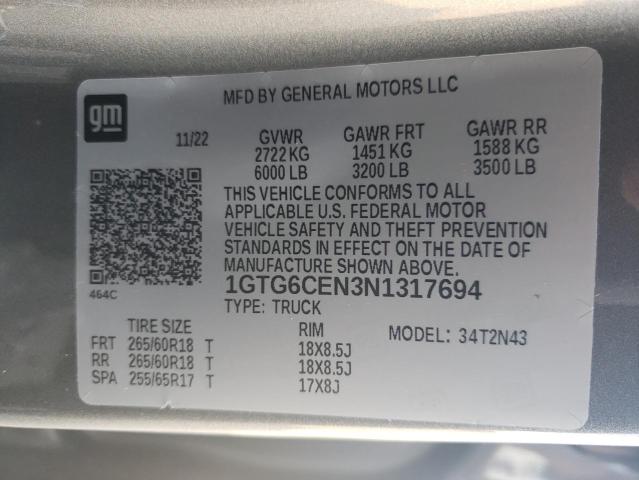 MFD BY GENERAL MOTORS LLC
gm
11/22 GVWR GAWR FRT GAWR RR
2722 KG 1451 KG 1588 KG
6000 LB 3200 LB 3500 LB
THIS VEHICLE CONFORMS TO ALL
APPLICABLE U.S. FEDERAL MOTOR
VEHICLE SAFETY AND THEFT PREVENTION
STANDARDS IN EFFECT ON THE DATE OF
MANUFACTURE SHOWN ABOVE.
464C
1GTG6CEN3N1317694
TYPE: TRUCK
TIRE SIZE RIM MODEL: 34T2N43
FRT 265/60R18 T 18X8.5J
RR 265/60R18 T 18X8.5J
SPA 255/65R17 T 17X8J